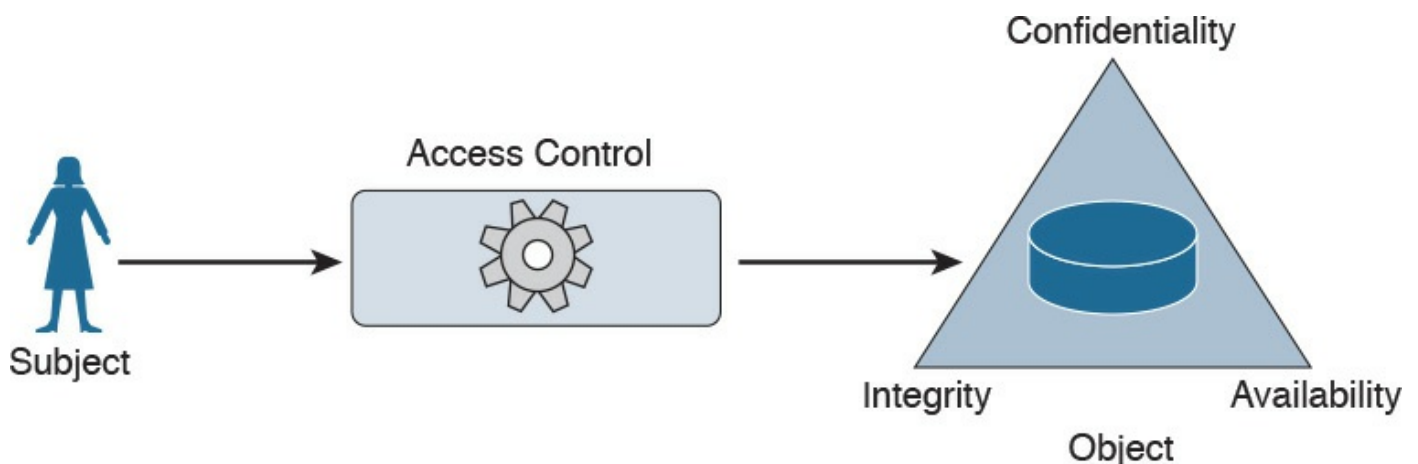 Confidentiality
Access Control
Subject
Integrity
Availability
Object